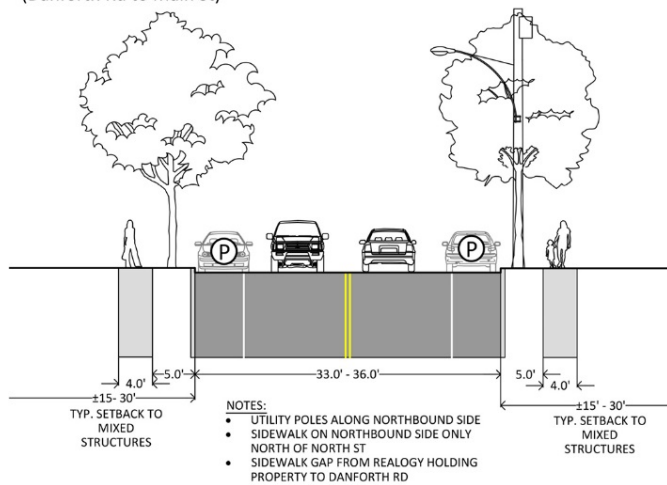 (Danforth Rd to Main St)
P
P
5.0'
33.0' - 36.0'
5.0'
4.0'
4.0'
±15- 30'
±15' - 30'
TYP. SETBACK TO
MIXED
STRUCTURES
NOTES:
• UTILITY POLES ALONG NORTHBOUND SIDE
• SIDEWALK ON NORTHBOUND SIDE ONLY
NORTH OF NORTH ST
• SIDEWALK GAP FROM REALOGY HOLDING
PROPERTY TO DANFORTH RD
TYP. SETBACK TO
MIXED
STRUCTURES